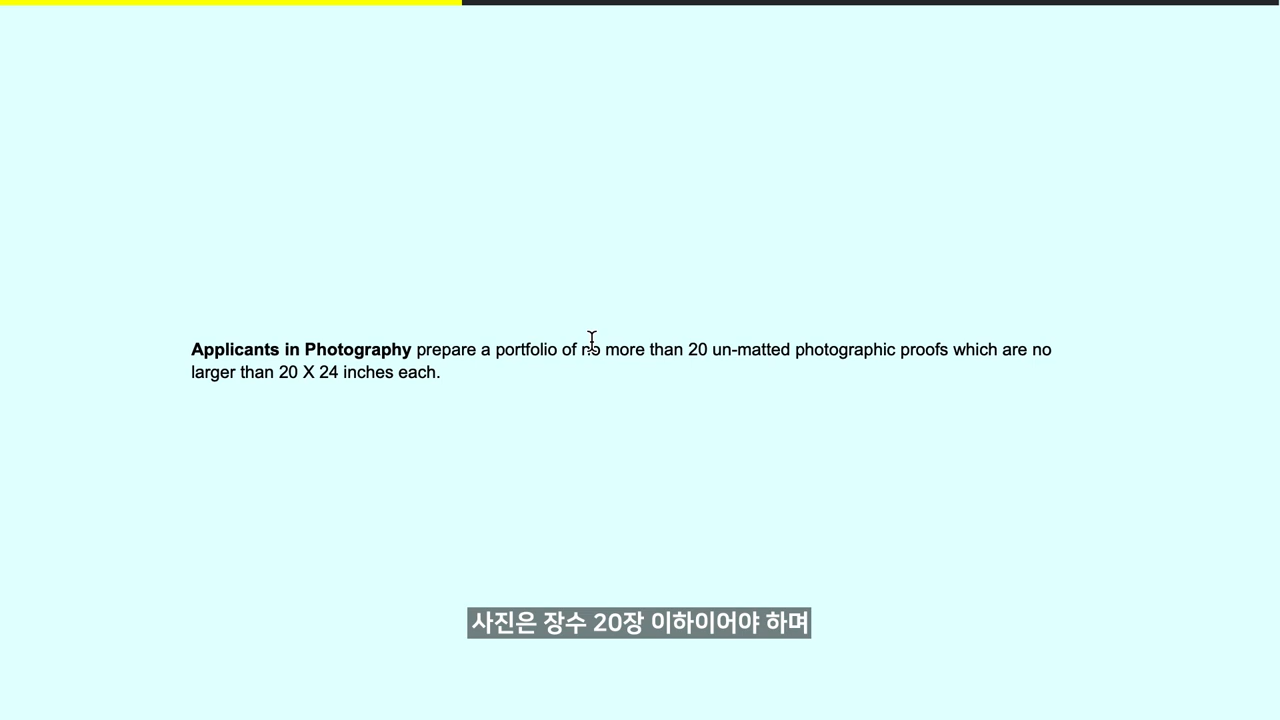 Applicants in Photography prepare a portfolio of no more than 20 un-matted photographic proofs which are no
larger than 20 X 24 inches each.
사진은 장수 20장 이하이어야 하며